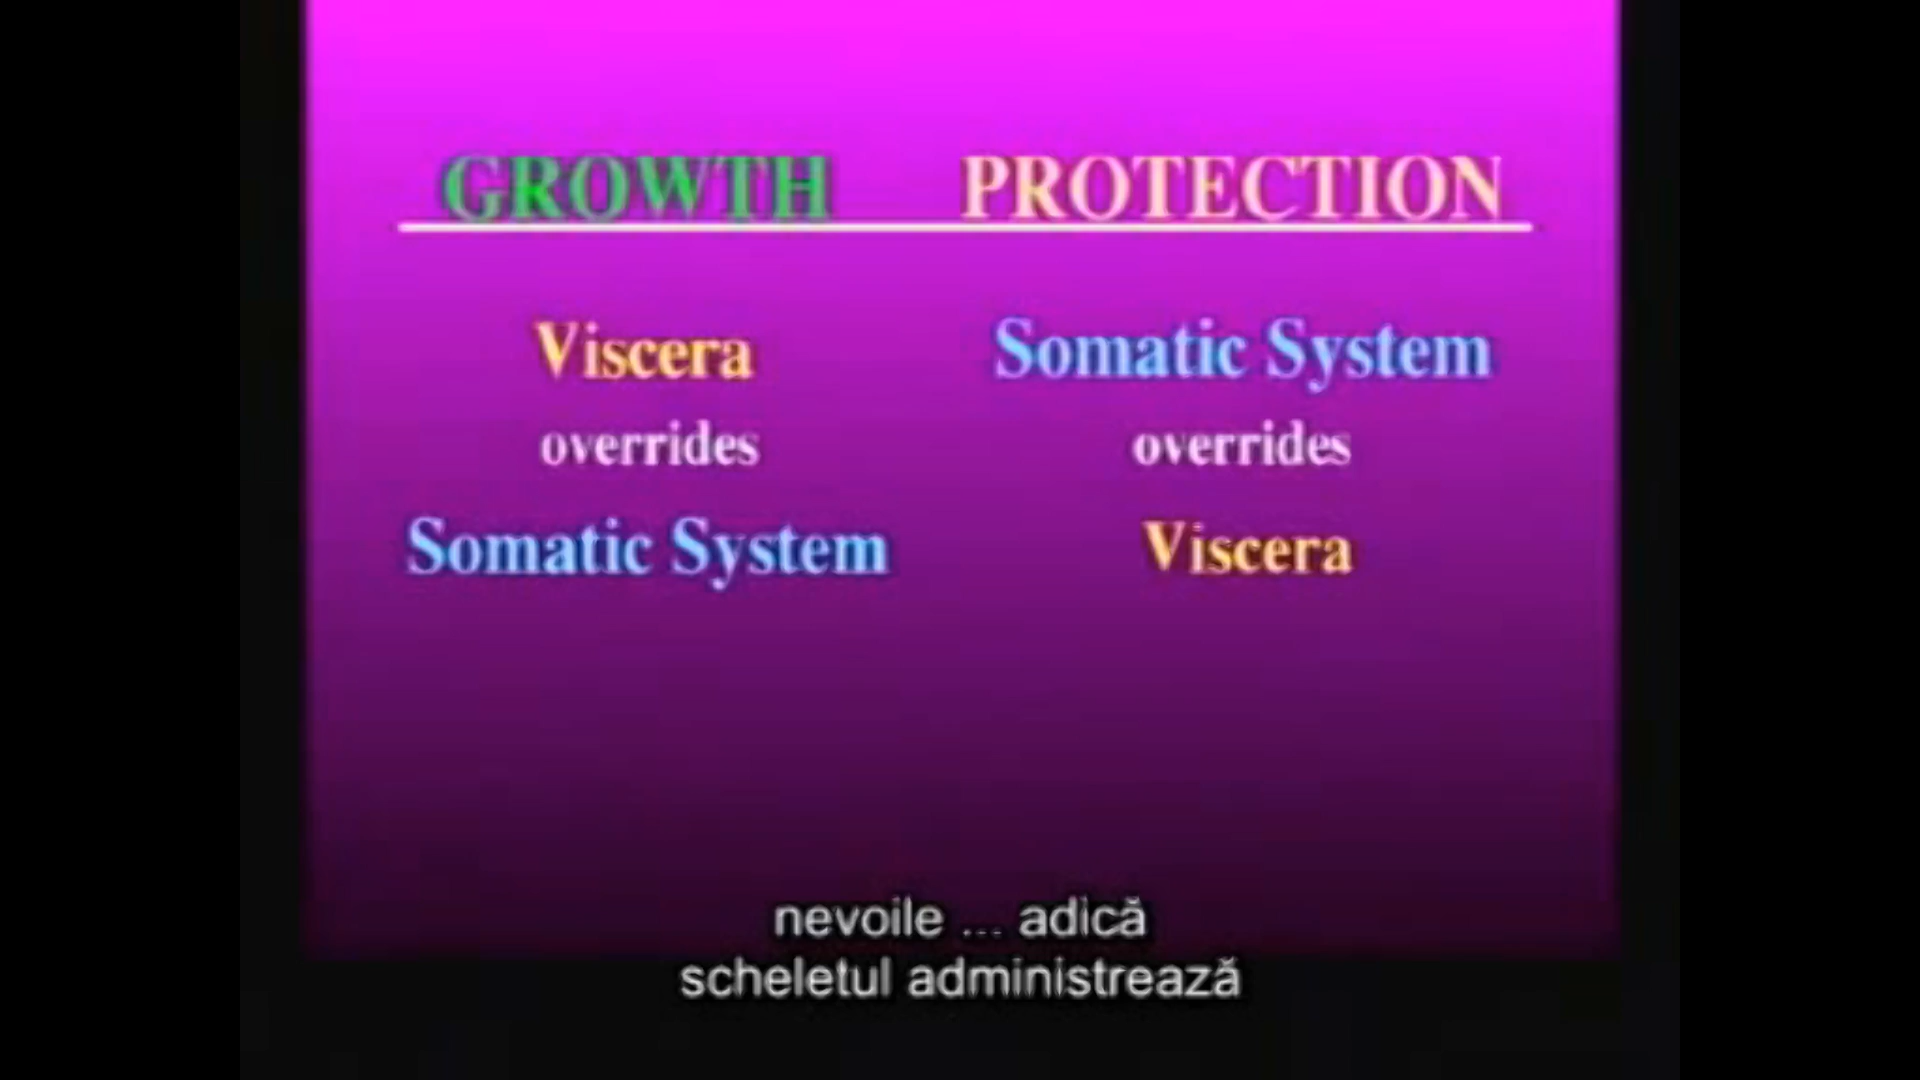 GROWTH PROTECTION
Viscera Somatic System
overrides overrides
Somatic System Viscera
nevoile ... adică
scheletul administrează